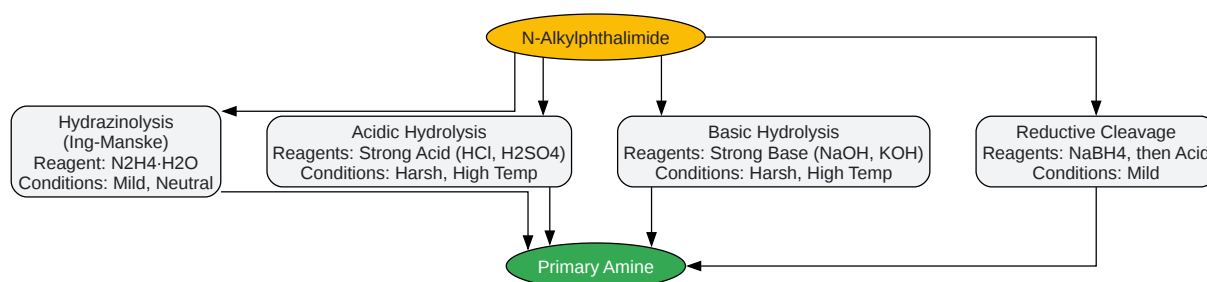 N-Alkylphthalimide
Hydrazinolysis
(Ing-Manske)
Reagent: N2H4·H2O
Conditions: Mild, Neutral
Acidic Hydrolysis
Reagents: Strong Acid (HCl, H2SO4)
Conditions: Harsh, High Temp
Basic Hydrolysis
Reagents: Strong Base (NaOH, KOH)
Conditions: Harsh, High Temp
Reductive Cleavage
Reagents: NaBH4, then Acid
Conditions: Mild
Primary Amine